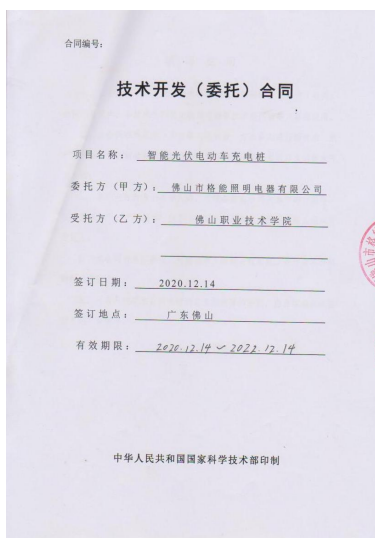 合同编号：
技术开发（委托）合同
项目名称： 智能光伏电动车充电桩
委托方（甲方）： 佛山市格能照明电器有限公司
受托方（乙方）： 佛山职业技术学院
签订日期： 2020.12.14
签订地点： 广东佛山
有效期限： 2020.12.14 ~ 2022.12.14
中华人民共和国国家科学技术部印制